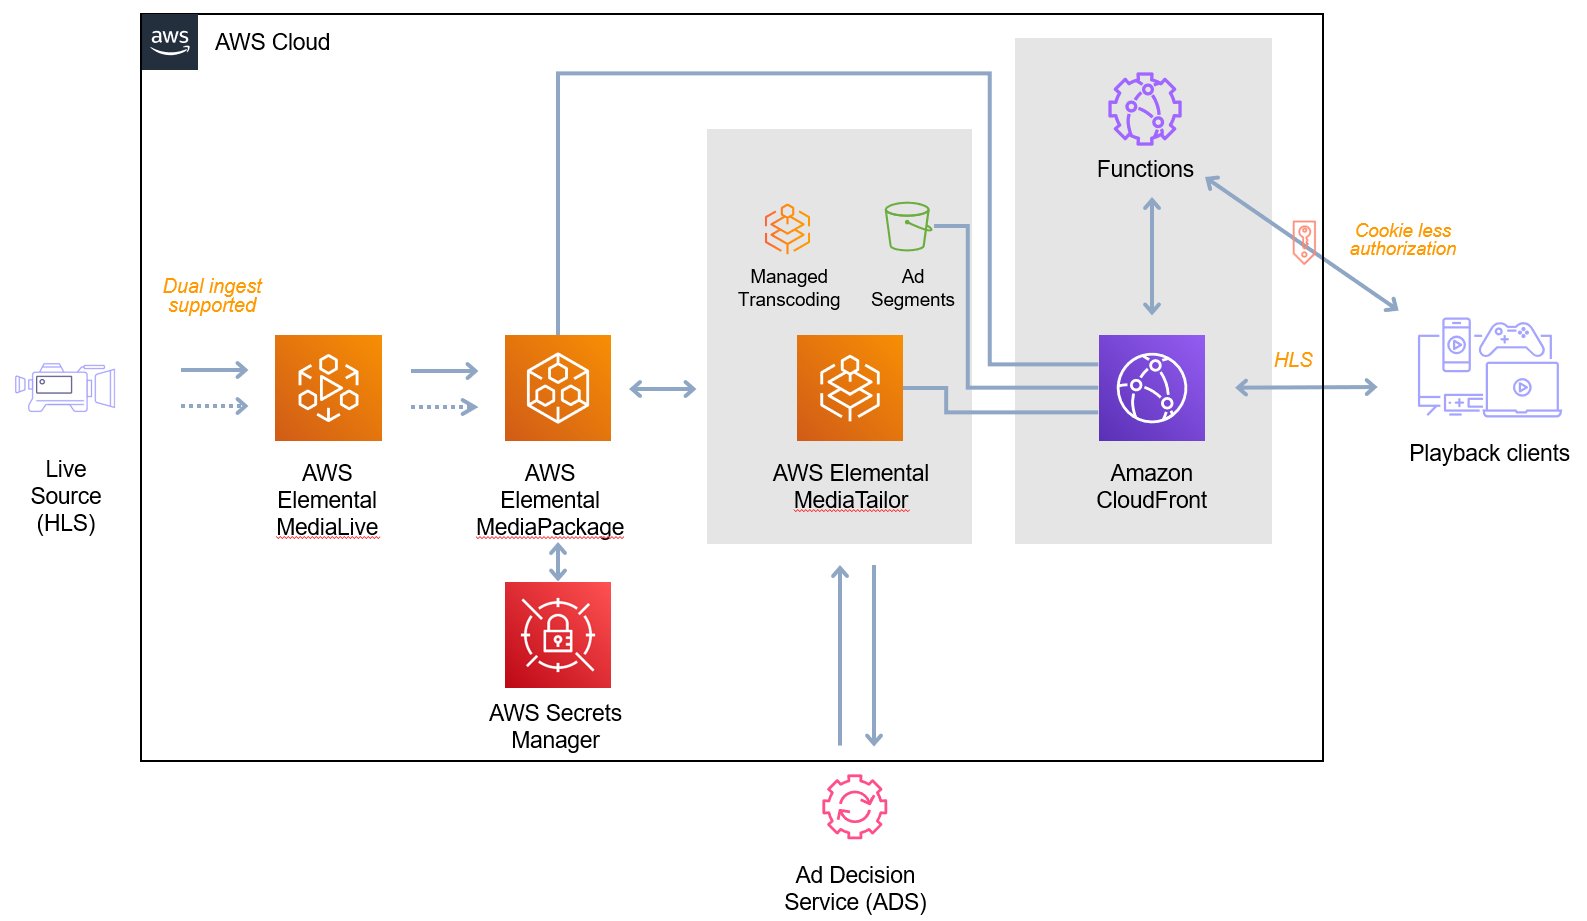 aws
AWS Cloud
Functions
Cookie less
authorization
Managed
Transcoding
Ad
Segments
Dual ingest
supported
HLS
Live
Source
(HLS)
AWS
Elemental
MediaLive
AWS
Elemental
MediaPackage
AWS Elemental
MediaTailor
Amazon
CloudFront
Playback clients
AWS Secrets
Manager
Ad Decision
Service (ADS)